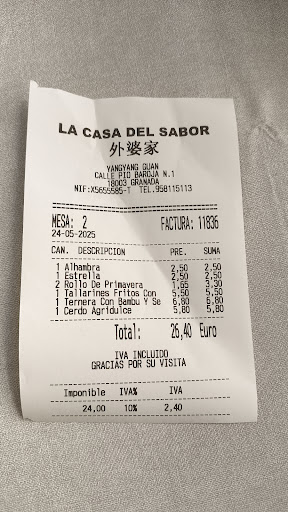 LA CASA DEL SABOR
外婆家
YANGYANG GUAN
CALLE PIO BAROJA N.1
18003 GRANADA
NIF:X5655585-T TEL.958115113
MESA: 2 FACTURA: 11836
24-05-2025
CAN. DESCRIPCION PRE. SUMA
1 Alhambra 2,50 2,50
1 Estrella 2,50 2,50
2 Rollo De Primavera 1,65 3,30
1 Tallarines Fritos Con 5,50 5,50
1 Ternera Con Bambu Y Se 6,80 6,80
1 Cerdo Agridulce 5,80 5,80
Total: 26,40 Euro
IVA INCLUIDO
GRACIAS POR SU VISITA
Imponible IVA% IVA
24,00 10% 2,40